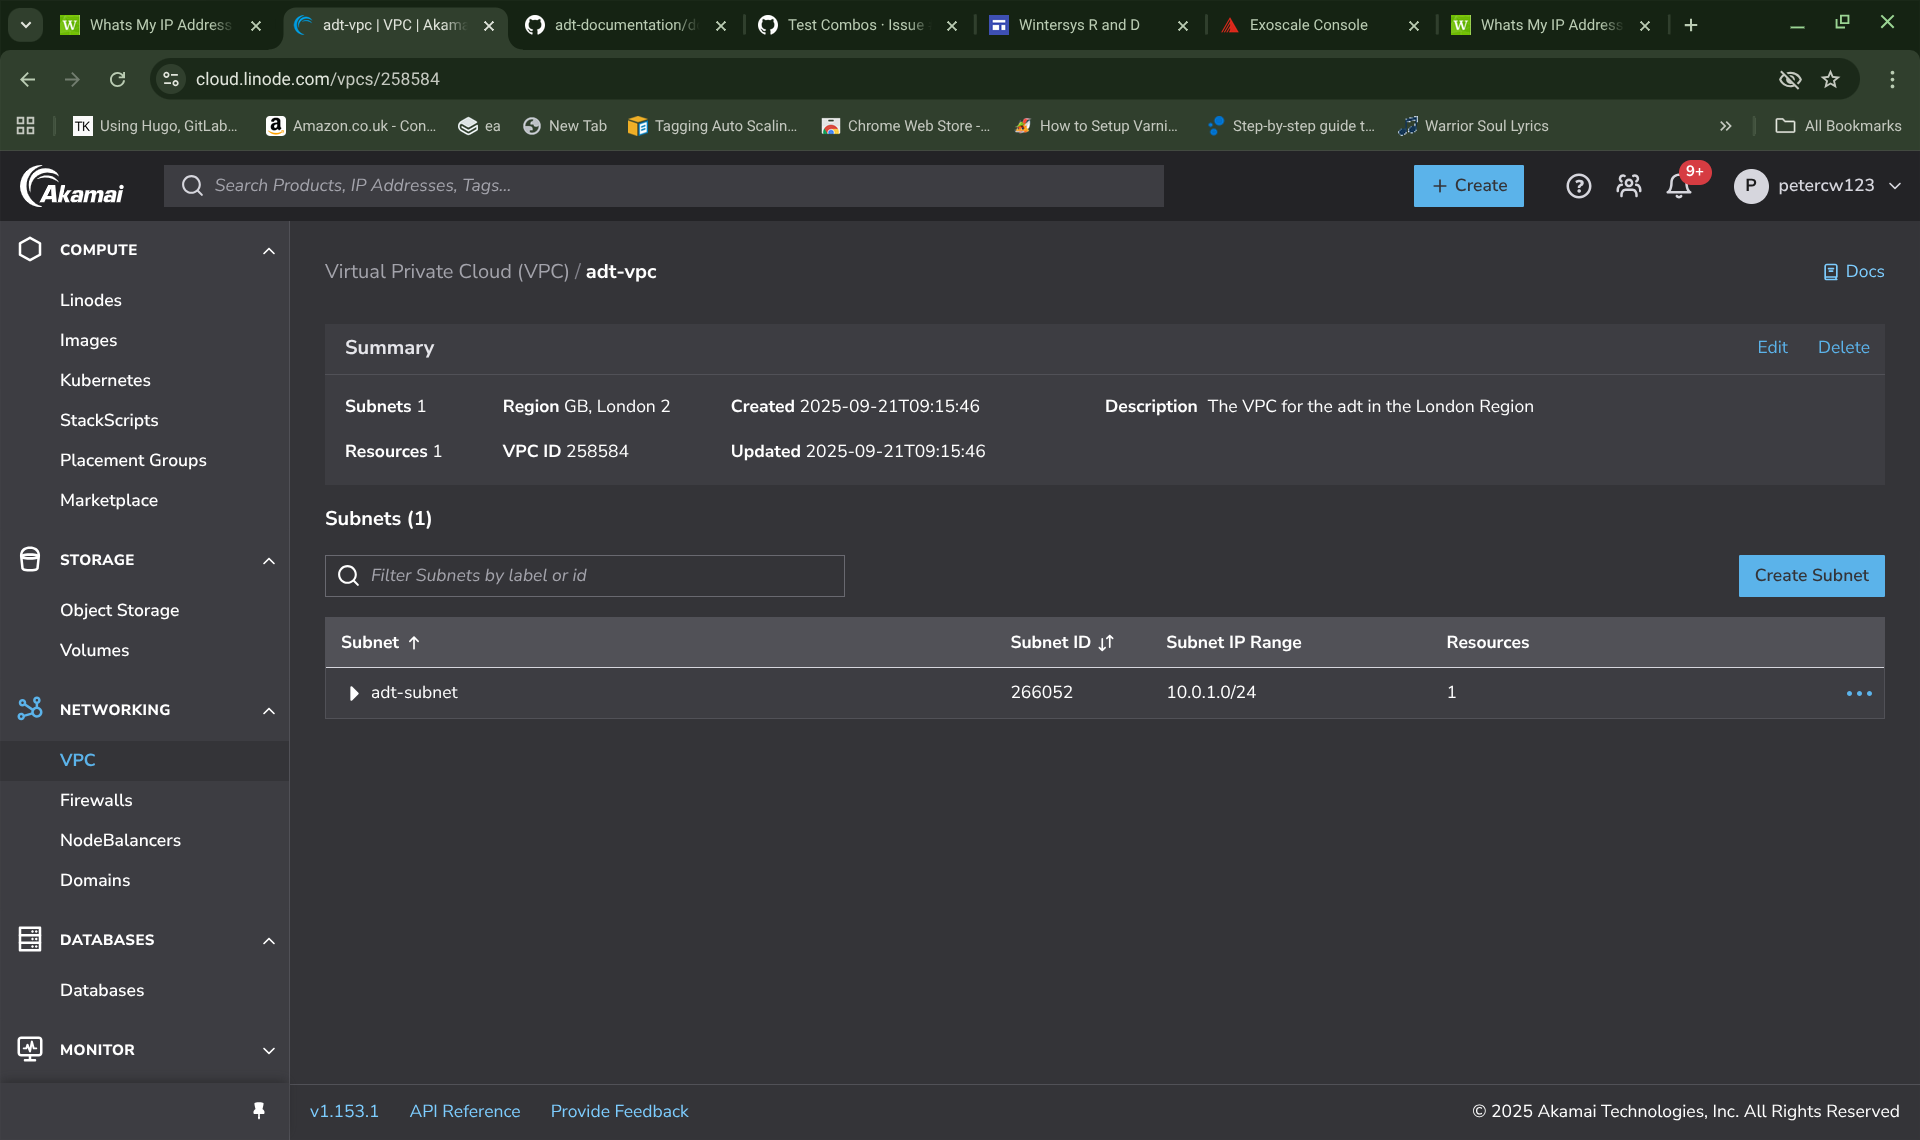 Whats My IP Address
adt-vpc | VPC | Akama
adt-documentation/d
Test Combos · Issue
Wintersys R and D
Exoscale Console
Whats My IP Address
cloud.linode.com/vpcs/258584
Using Hugo, GitLab...
Amazon.co.uk - Con...
ea
New Tab
Tagging Auto Scalin...
Chrome Web Store -...
How to Setup Varni...
Step-by-step guide t...
Warrior Soul Lyrics
All Bookmarks
Akamai
Search Products, IP Addresses, Tags...
+ Create
9+
P
petercw123
COMPUTE
Linodes
Images
Kubernetes
StackScripts
Placement Groups
Marketplace
STORAGE
Object Storage
Volumes
NETWORKING
VPC
Firewalls
NodeBalancers
Domains
DATABASES
Databases
MONITOR
Virtual Private Cloud (VPC) / adt-vpc
Docs
Summary
Edit
Delete
Subnets 1
Region GB, London 2
Created 2025-09-21T09:15:46
Description The VPC for the adt in the London Region
Resources 1
VPC ID 258584
Updated 2025-09-21T09:15:46
Subnets (1)
Filter Subnets by label or id
Create Subnet
Subnet
Subnet ID
Subnet IP Range
Resources
adt-subnet
266052
10.0.1.0/24
1
v1.153.1
API Reference
Provide Feedback
© 2025 Akamai Technologies, Inc. All Rights Reserved